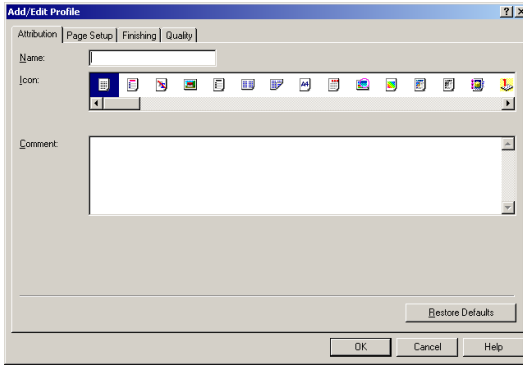 Add/Edit Profile
Attribution Page Setup Finishing Quality
Name:
Icon:
Comment:
Restore Defaults
OK Cancel Help